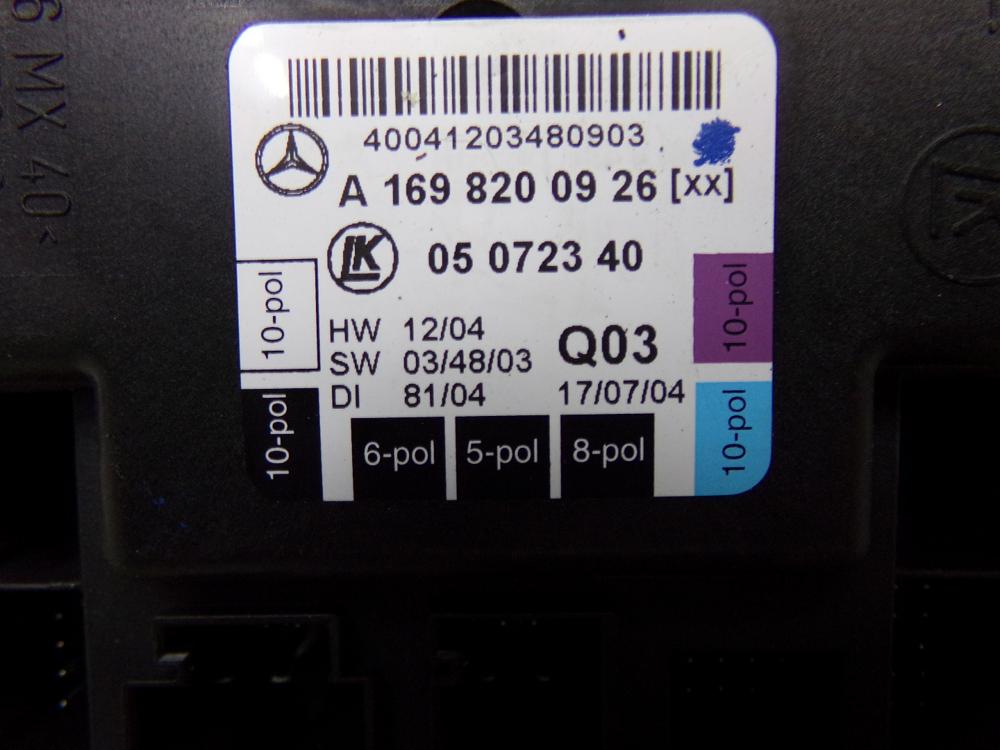 40041203480903
A 169 820 09 26 [xx]
LK 05 0723 40
HW 12/04
SW 03/48/03
Q03
DI 81/04 17/07/04
10-pol
10-pol
6-pol 5-pol 8-pol
10-pol
10-pol
6 MX 40<